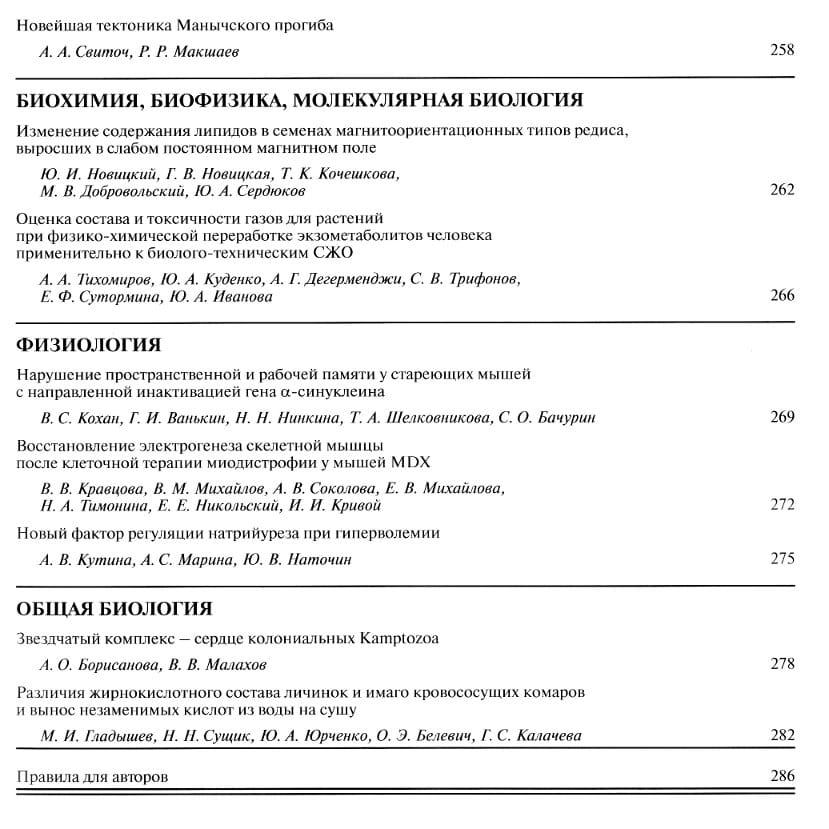 Новейшая тектоника Манычского прогиба
А. А. Свиточ, Р. Р. Макшаев 258
БИОХИМИЯ, БИОФИЗИКА, МОЛЕКУЛЯРНАЯ БИОЛОГИЯ
Изменение содержания липидов в семенах магнитоориентационных типов редиса,
выросших в слабом постоянном магнитном поле
Ю. И. Новицкий, Г. В. Новицкая, Т. К. Кочешкова,
М. В. Добровольский, Ю. А. Сердюков 262
Оценка состава и токсичности газов для растений
при физико-химической переработке экзометаболитов человека
применительно к биолого-техническим СЖО
А. А. Тихомиров, Ю. А. Куденко, А. Г. Дегерменджи, С. В. Трифонов,
Е. Ф. Сутормина, Ю. А. Иванова 266
ФИЗИОЛОГИЯ
Нарушение пространственной и рабочей памяти у стареющих мышей
с направленной инактивацией гена α-синуклеина
В. С. Кохан, Г. И. Ванькин, Н. Н. Нинкина, Т. А. Шелковникова, С. О. Бачурин 269
Восстановление электрогенеза скелетной мышцы
после клеточной терапии миодистрофии у мышей MDX
В. В. Кравцова, В. М. Михайлов, А. В. Соколова, Е. В. Михайлова,
Н. А. Тимонина, Е. Е. Никольский, И. И. Кривой 272
Новый фактор регуляции натрийуреза при гиперволемии
А. В. Кутина, А. С. Марина, Ю. В. Наточин 275
ОБЩАЯ БИОЛОГИЯ
Звездчатый комплекс – сердце колониальных Kamptozoa
А. О. Борисанова, В. В. Малахов 278
Различия жирнокислотного состава личинок и имаго кровососущих комаров
и вынос незаменимых кислот из воды на сушу
М. И. Гладышев, Н. Н. Сущик, Ю. А. Юрченко, О. Э. Белевич, Г. С. Калачева 282
Правила для авторов 286